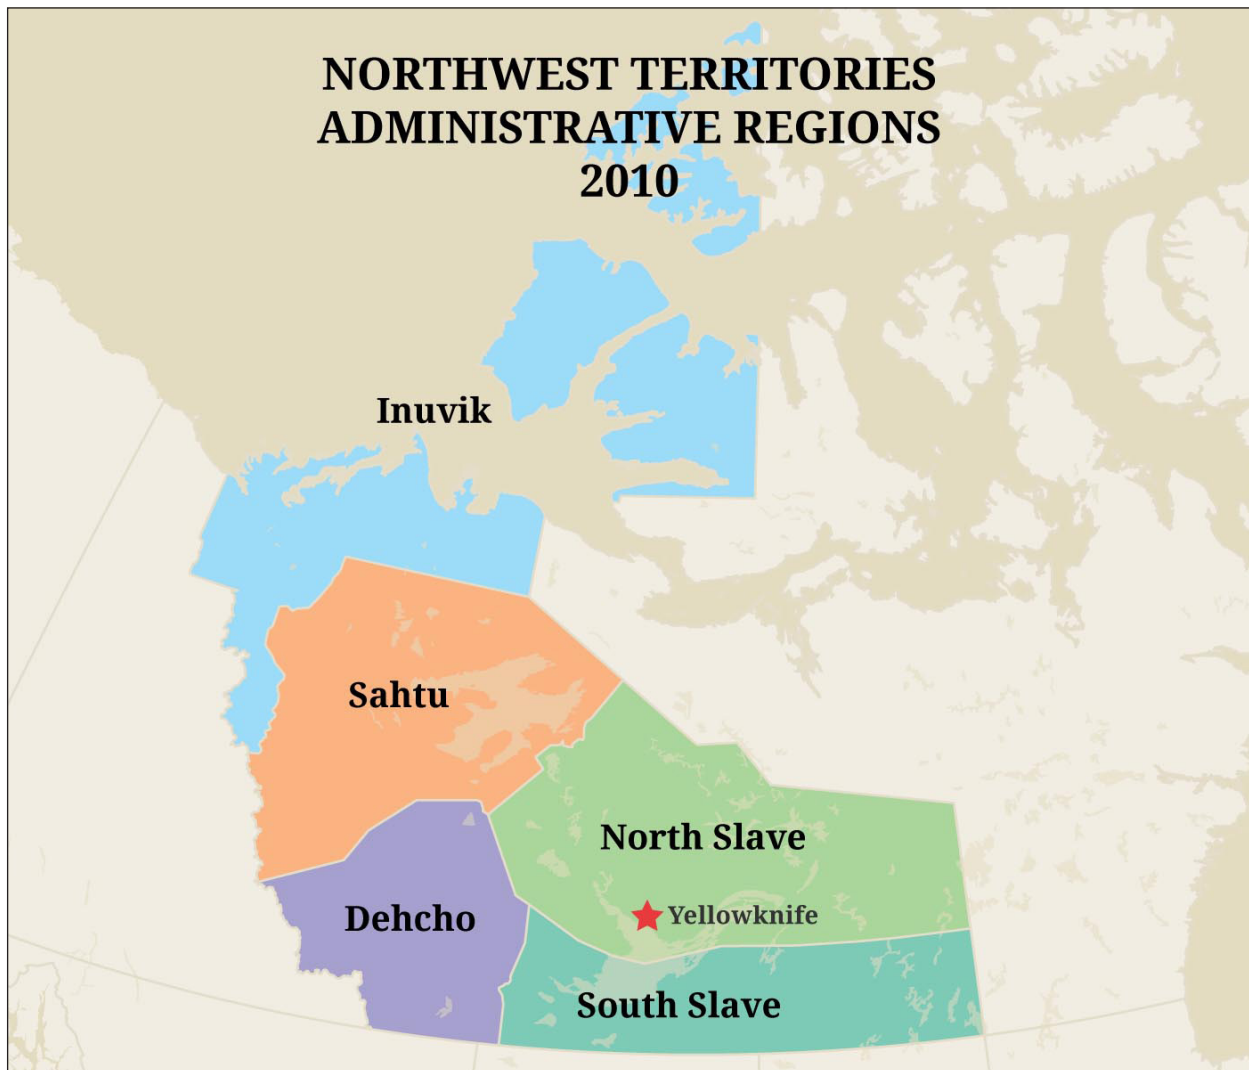 NORTHWEST TERRITORIES
ADMINISTRATIVE REGIONS
2010
Inuvik
Sahtu
North Slave
Yellowknife
Dehcho
South Slave